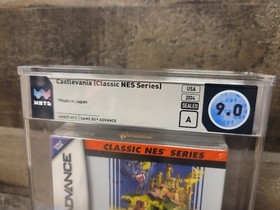 Castlevania [Classic NES Series]
USA
2004
SEALED
9.0
*Made in Japan
WATA
A
GAME BOY ADVANCE
CLASSIC NES SERIES
ADVANCE